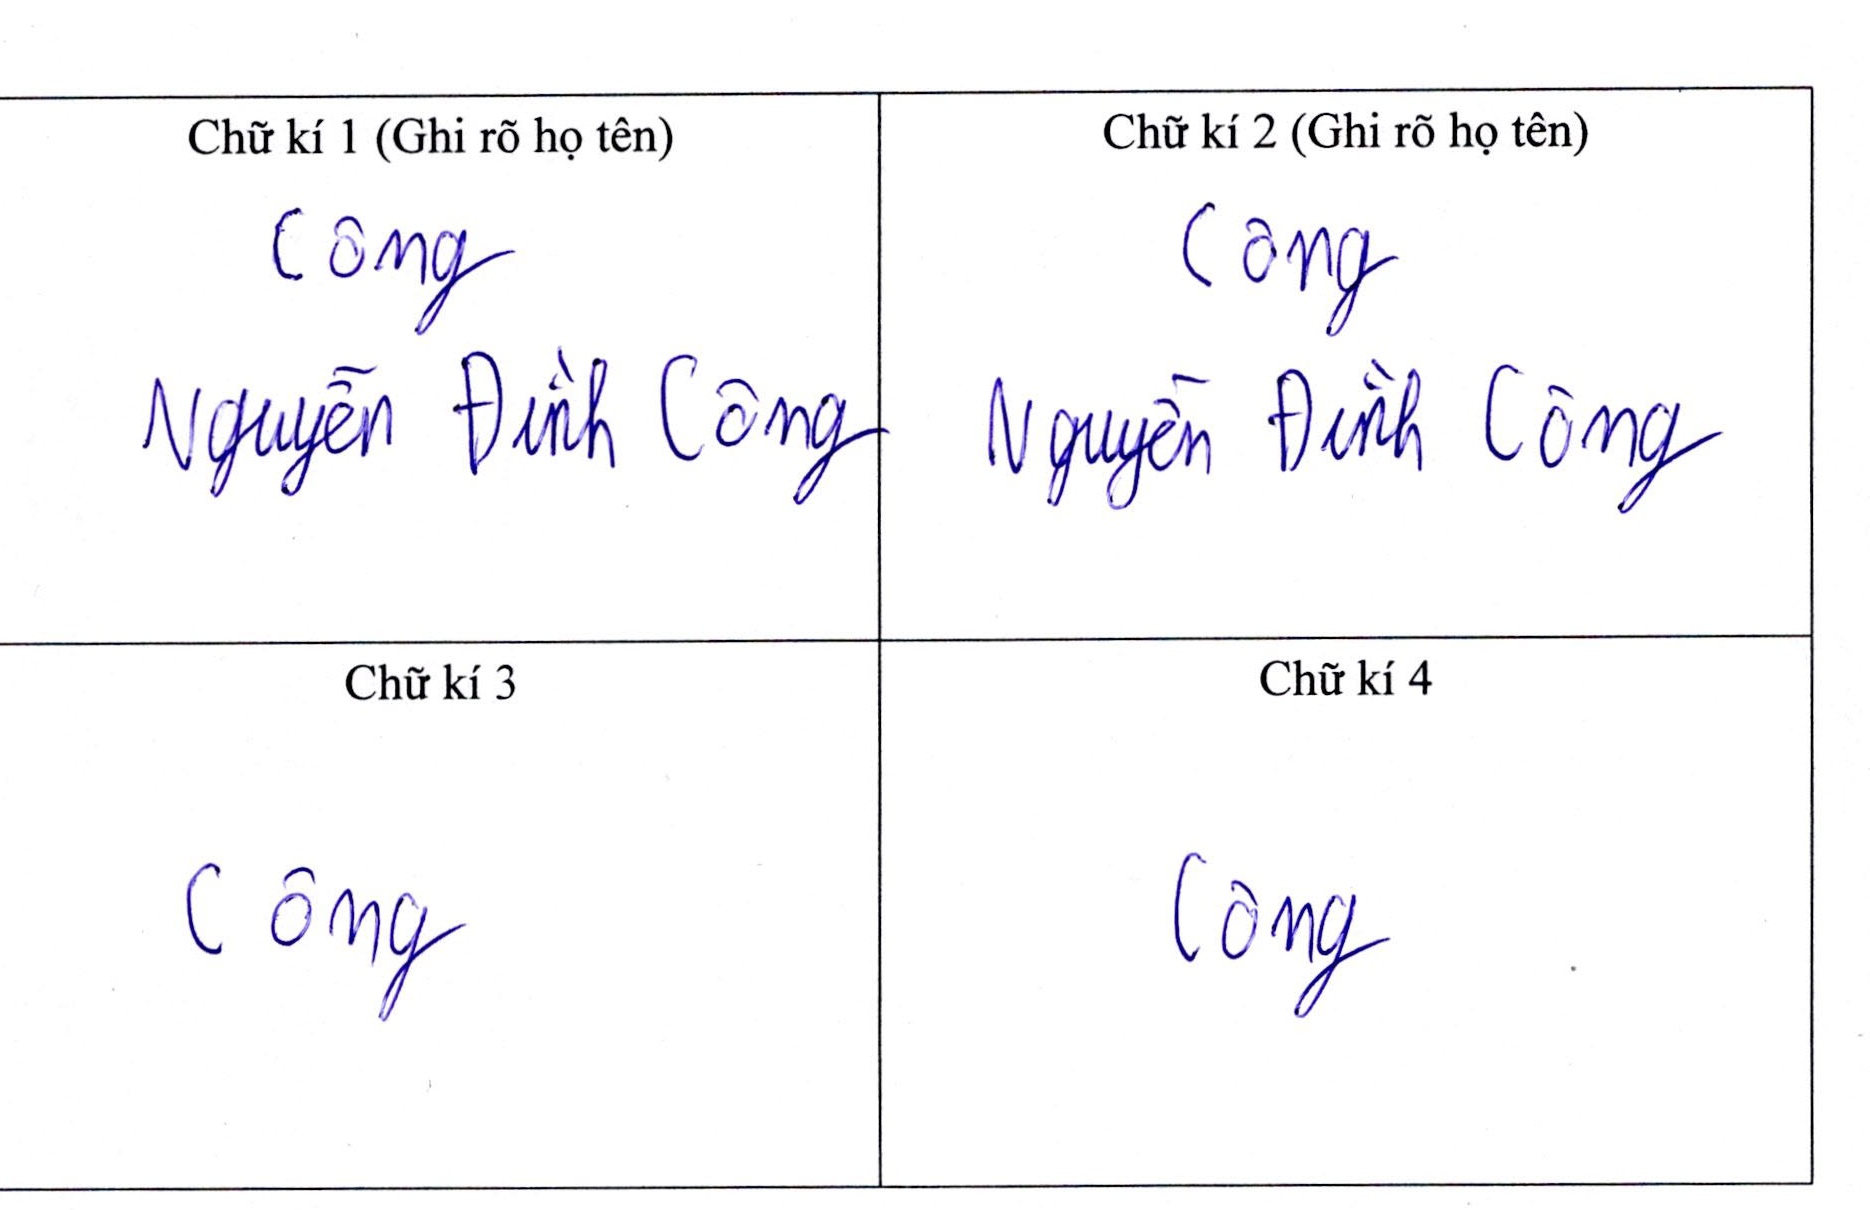 Chữ kí 1 (Ghi rõ họ tên)
Công
Nguyễn Đình Công
Chữ kí 2 (Ghi rõ họ tên)
Công
Nguyễn Đình Công
Chữ kí 3
Công
Chữ kí 4
Công